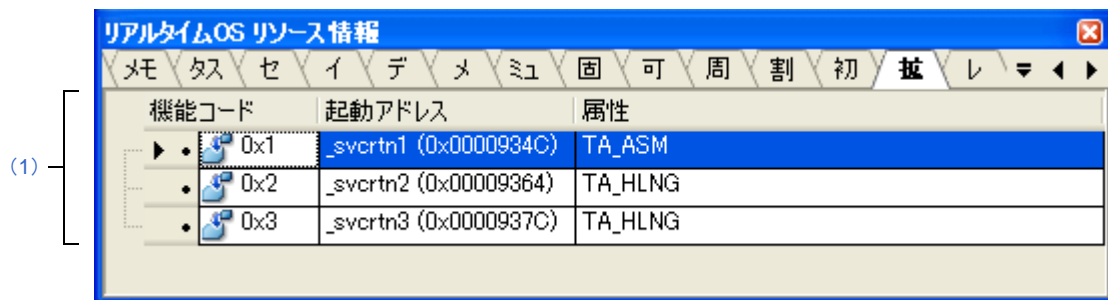 リアルタイムOS リソース情報
メモ タス セ イ デ メ ミュ 固 可 周 割 初 拡 レ
機能コード 起動アドレス 属性
(1)
0x1 _svcrtn1 (0x0000934C) TA_ASM
0x2 _svcrtn2 (0x00009364) TA_HLNG
0x3 _svcrtn3 (0x0000937C) TA_HLNG